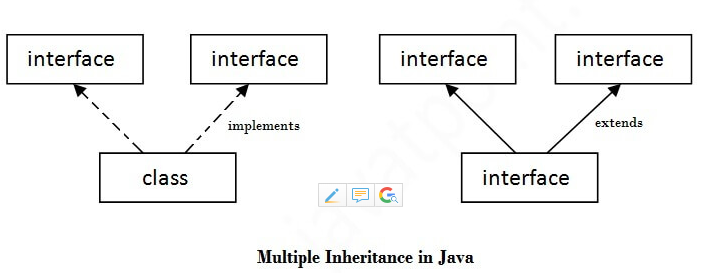 interface
interface
interface
interface
implements
extends
class
interface
Multiple Inheritance in Java